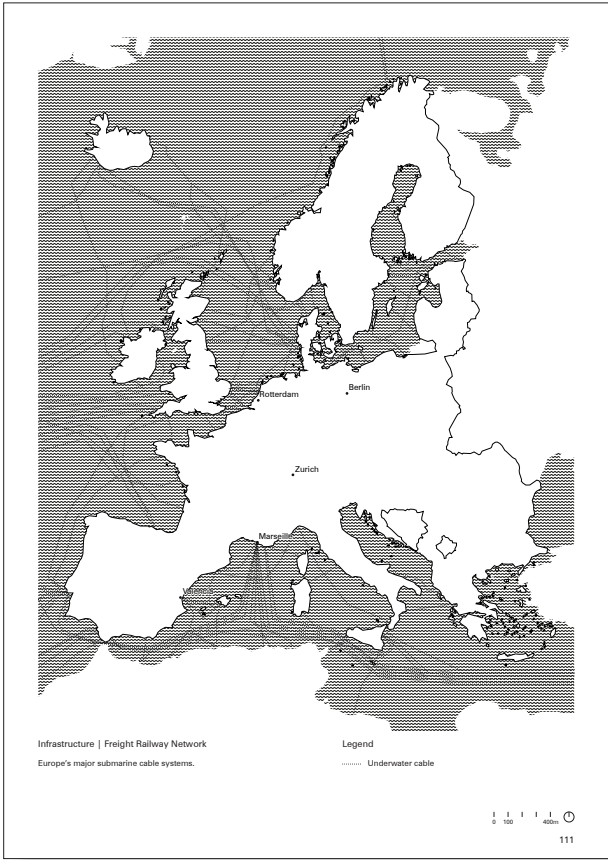 Rotterdam
Berlin
Zurich
Marseille
Valencia
Infrastructure | Freight Railway Network
Europe's major submarine cable systems.
Legend
Underwater cable
0 100 400m
111